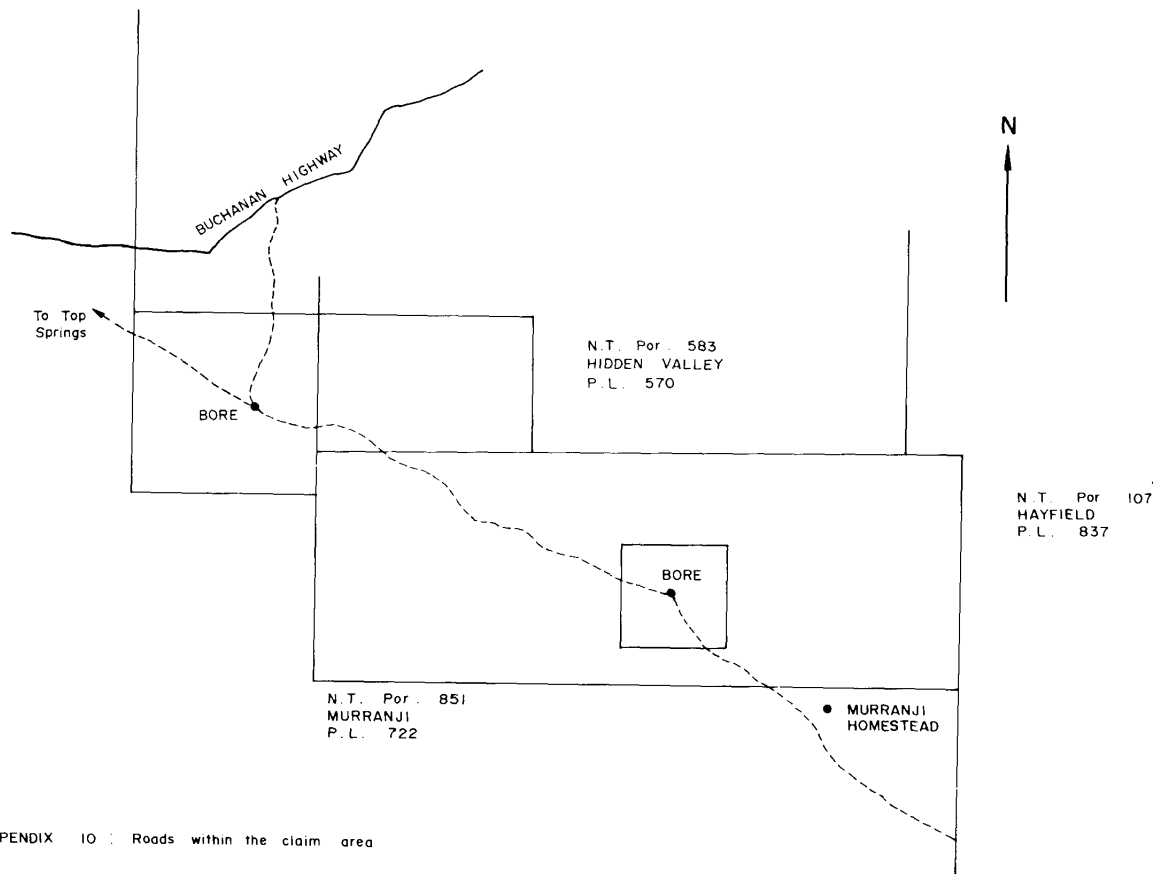 N
BUCHANAN HIGHWAY
To Top
Springs
N.T. Por. 583
HIDDEN VALLEY
P.L. 570
BORE
N.T. Por 107
HAYFIELD
P.L. 837
BORE
N.T. Por. 851
MURRANJI
P.L. 722
MURRANJI
HOMESTEAD
PENDIX 10 : Roads within the claim area